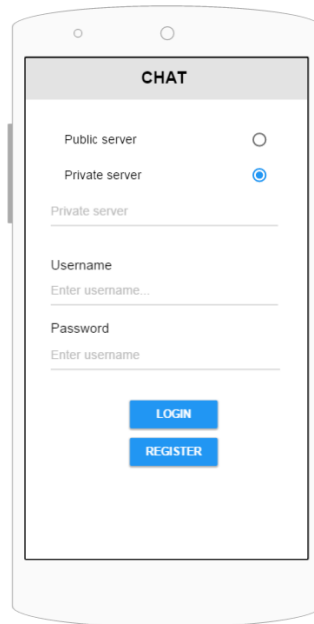 CHAT
Public server
Private server
Private server
Username
Enter username...
Password
Enter username
LOGIN
REGISTER